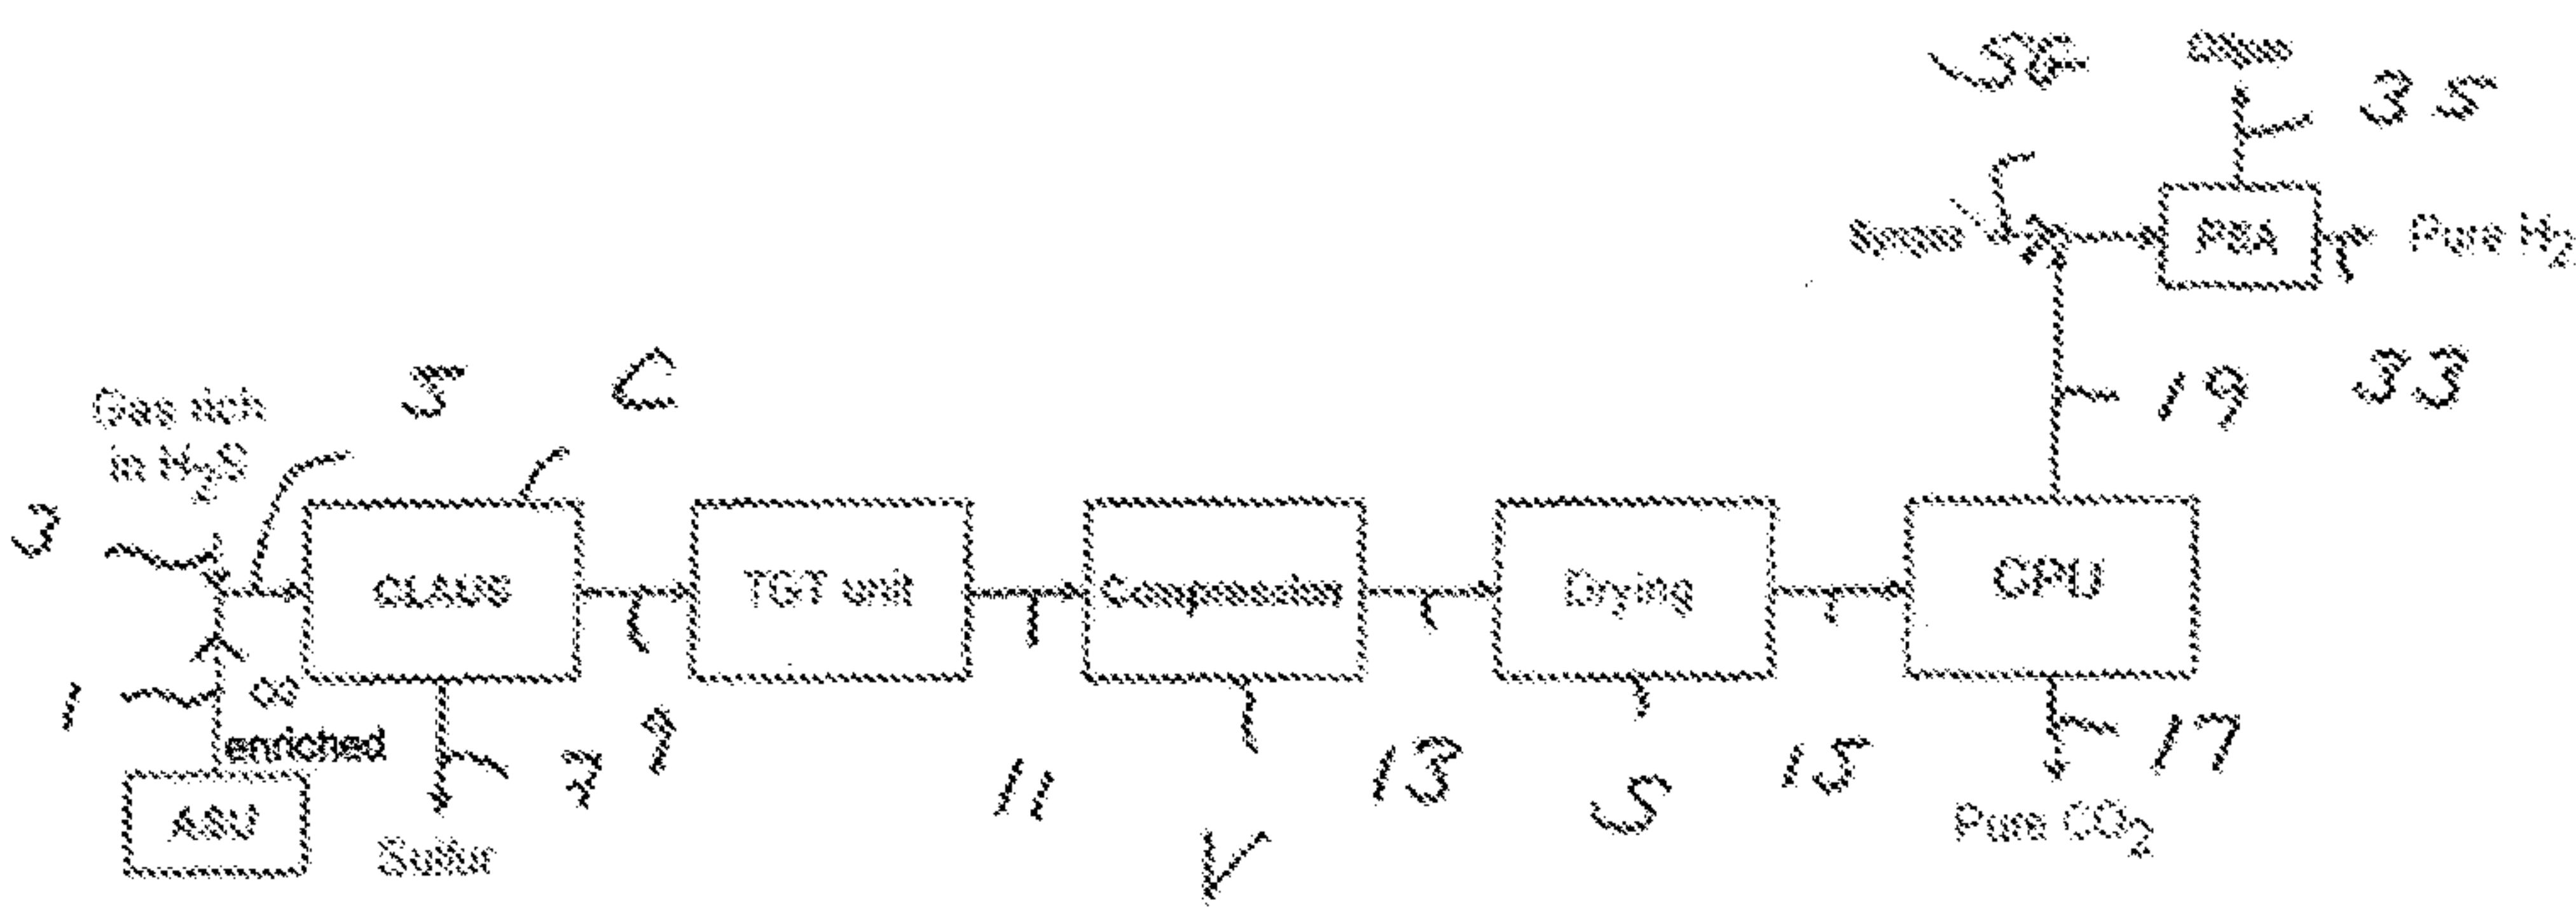 35
PSA
Pure H2
33
19
5
C
Gas rich
in H2S
3
CLAUS
TGT unit
Compression
Drying
CPU
1
enriched
ASU
Sulfur
7
9
11
V
13
S
15
17
Pure CO2